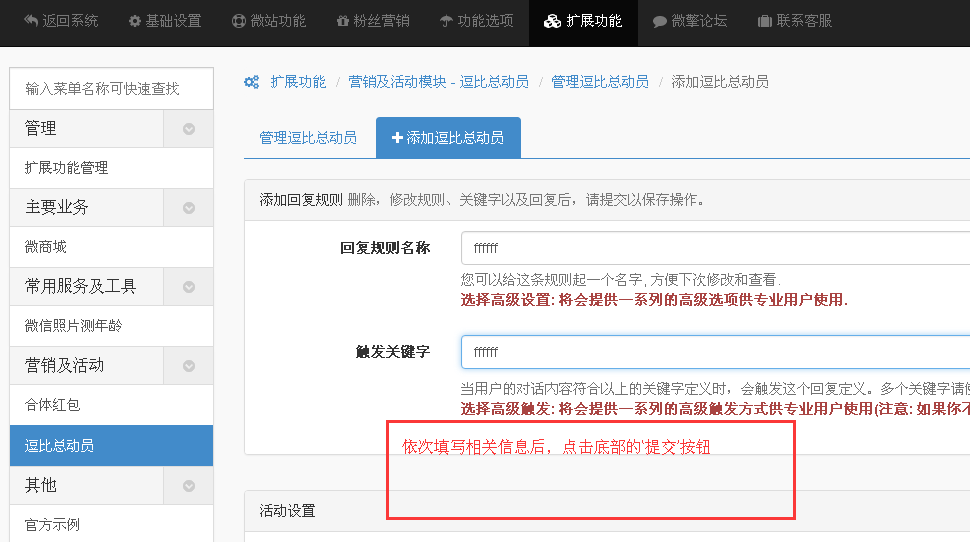 返回系统 基础设置 微站功能 粉丝营销 功能选项 扩展功能 微擎论坛 联系客服
输入菜单名称可快速查找
管理
扩展功能管理
主要业务
微商城
常用服务及工具
微信照片测年龄
营销及活动
合体红包
逗比总动员
其他
官方示例
扩展功能 / 营销及活动模块 - 逗比总动员 / 管理逗比总动员 / 添加逗比总动员
管理逗比总动员 添加逗比总动员
添加回复规则 删除，修改规则、关键字以及回复后，请提交以保存操作。
回复规则名称 ffffff
您可以给这条规则起一个名字, 方便下次修改和查看.
选择高级设置: 将会提供一系列的高级选项供专业用户使用.
触发关键字 ffffff
当用户的对话内容符合以上的关键字定义时，会触发这个回复定义。多个关键字请
选择高级触发: 将会提供一系列的高级触发方式供专业用户使用(注意: 如果你不
依次填写相关信息后，点击底部的'提交'按钮
活动设置